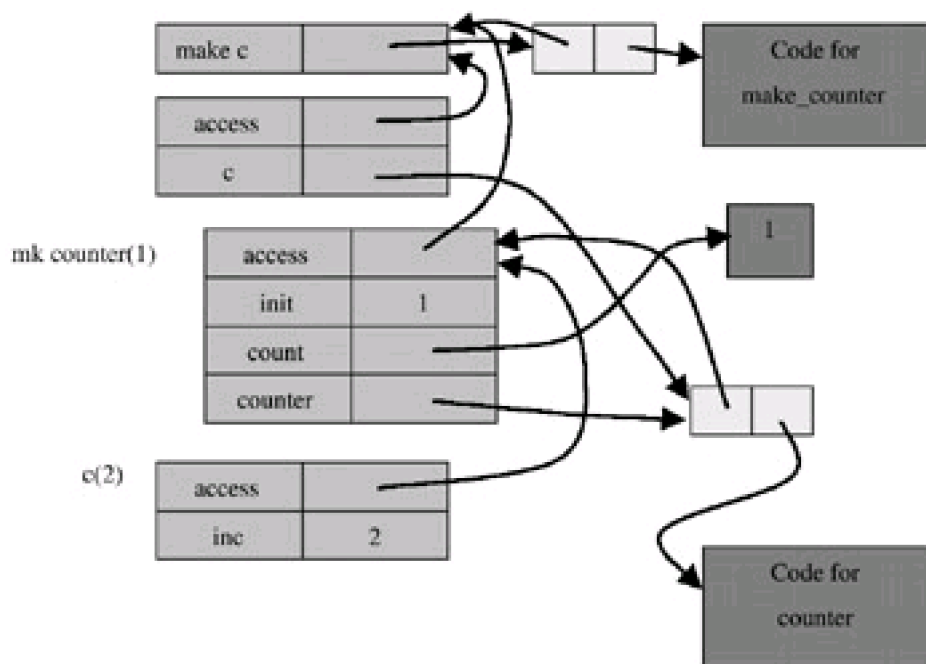 make c
Code for
make_counter
access
c
mk counter(1)
access
1
init 1
count
counter
c(2)
access
inc 2
Code for
counter